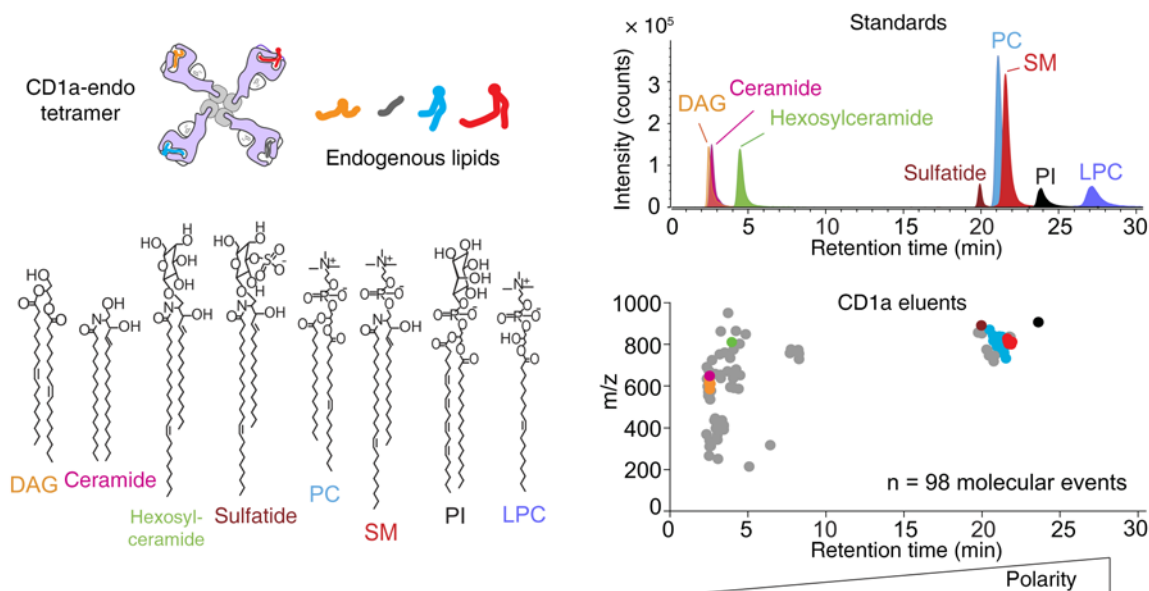 CD1a-endo
tetramer
Endogenous lipids
DAG
Ceramide
Hexosyl-
ceramide
Sulfatide
PC
SM
PI
LPC
× 10⁵
Standards
Intensity (counts)
3
2
1
0
DAG
Ceramide
Hexosylceramide
Sulfatide
PC
SM
PI
LPC
0 5 10 15 20 25 30
Retention time (min)
CD1a eluents
m/z
1000
800
600
400
200
0
n = 98 molecular events
0 5 10 15 20 25 30
Retention time (min)
Polarity